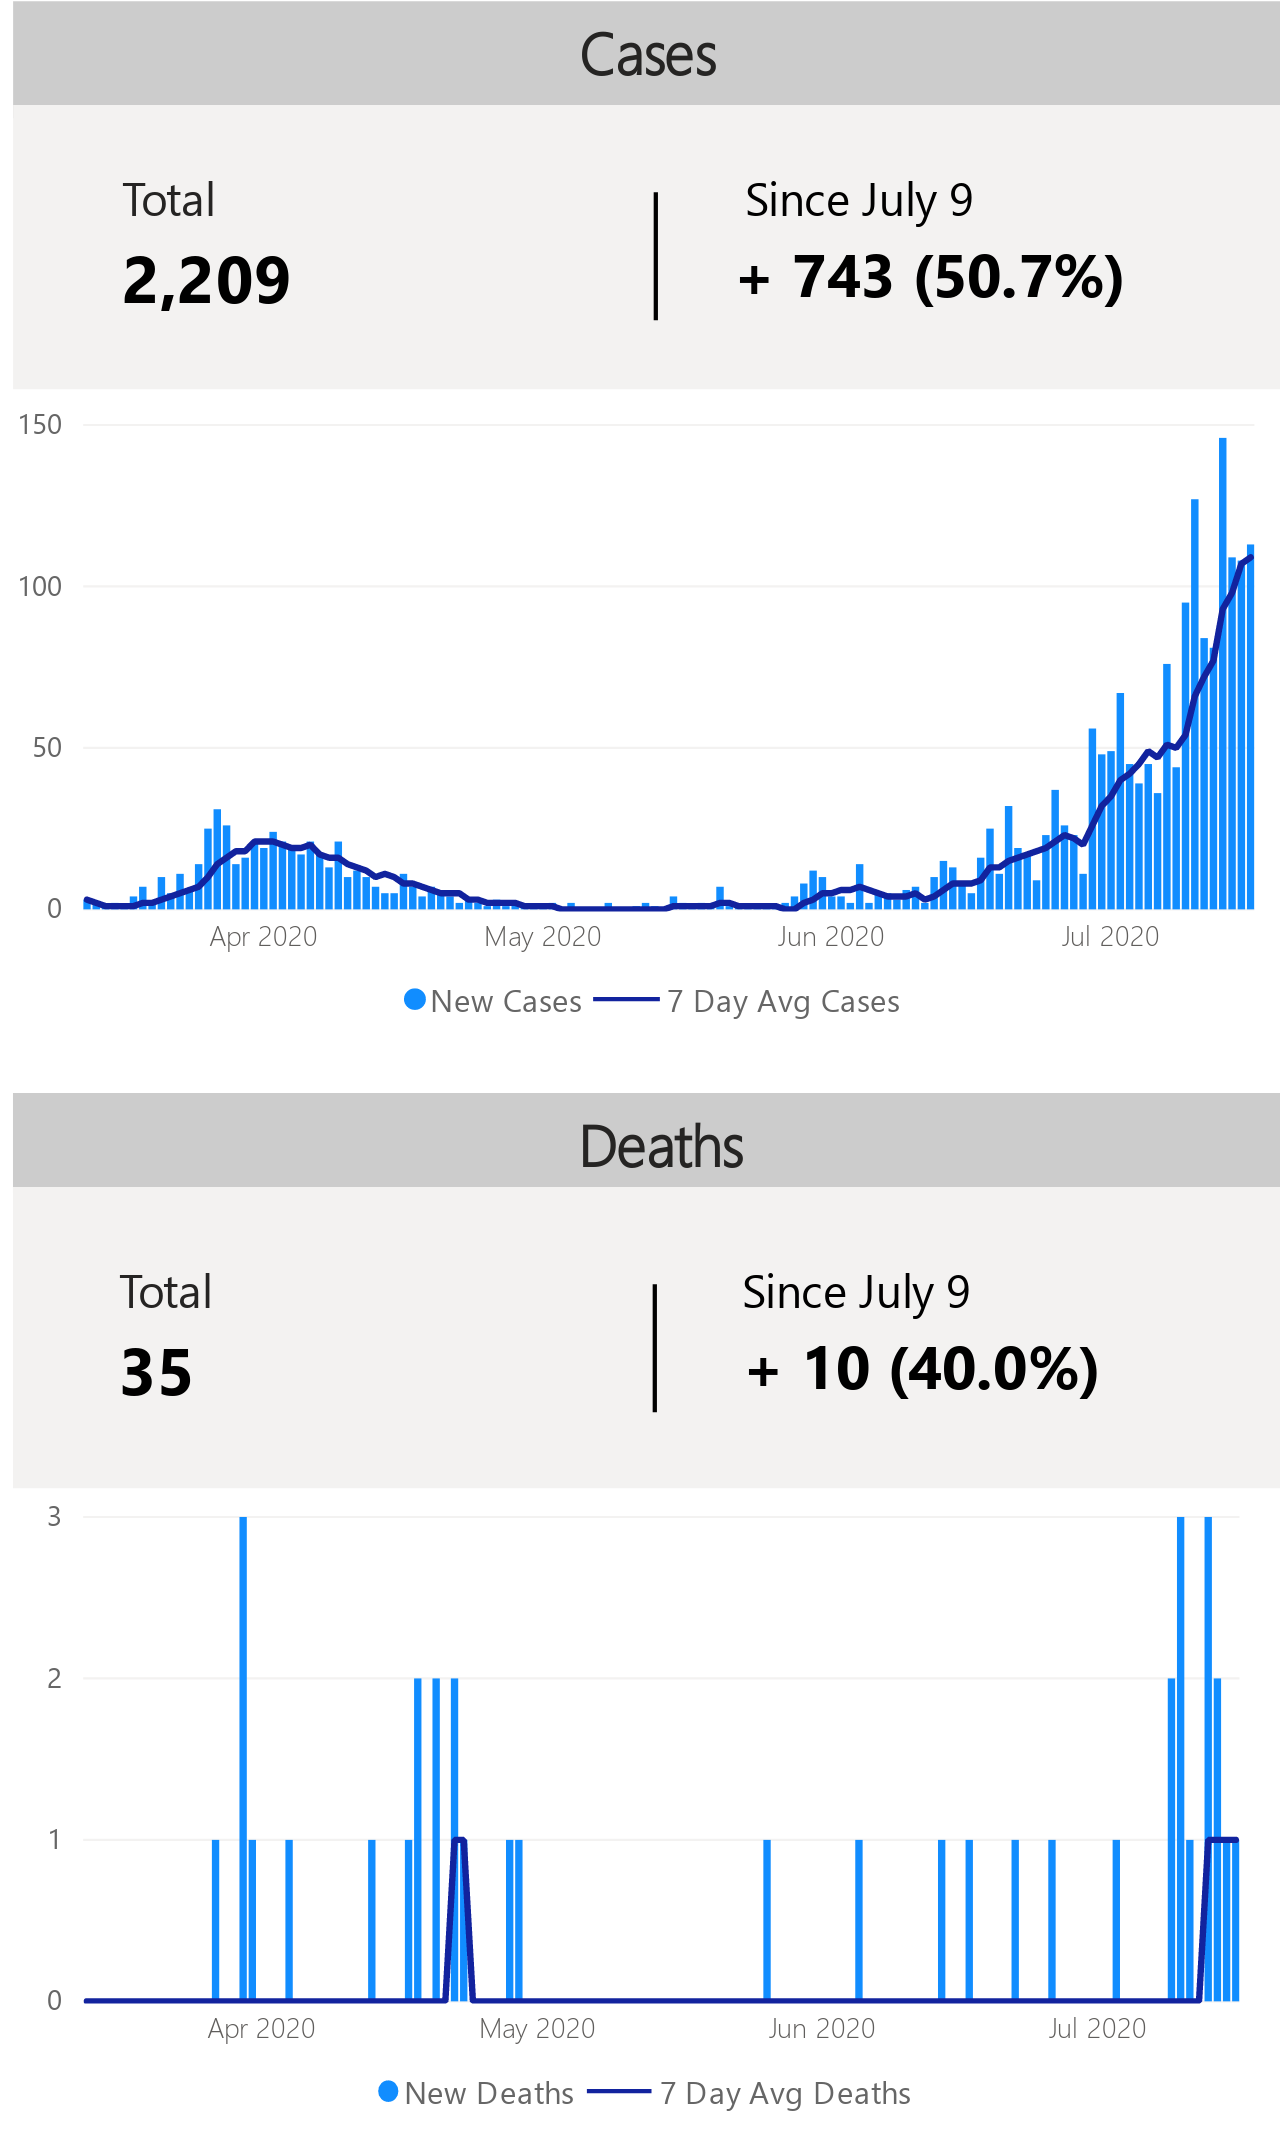 Cases
Total
Since July 9
2,209
+ 743 (50.7%)
150
100
50
0
Apr 2020
May 2020
Jun 2020
Jul 2020
New Cases
7 Day Avg Cases
Deaths
Total
Since July 9
35
+ 10 (40.0%)
3
2
1
0
Apr 2020
May 2020
Jun 2020
Jul 2020
New Deaths
7 Day Avg Deaths